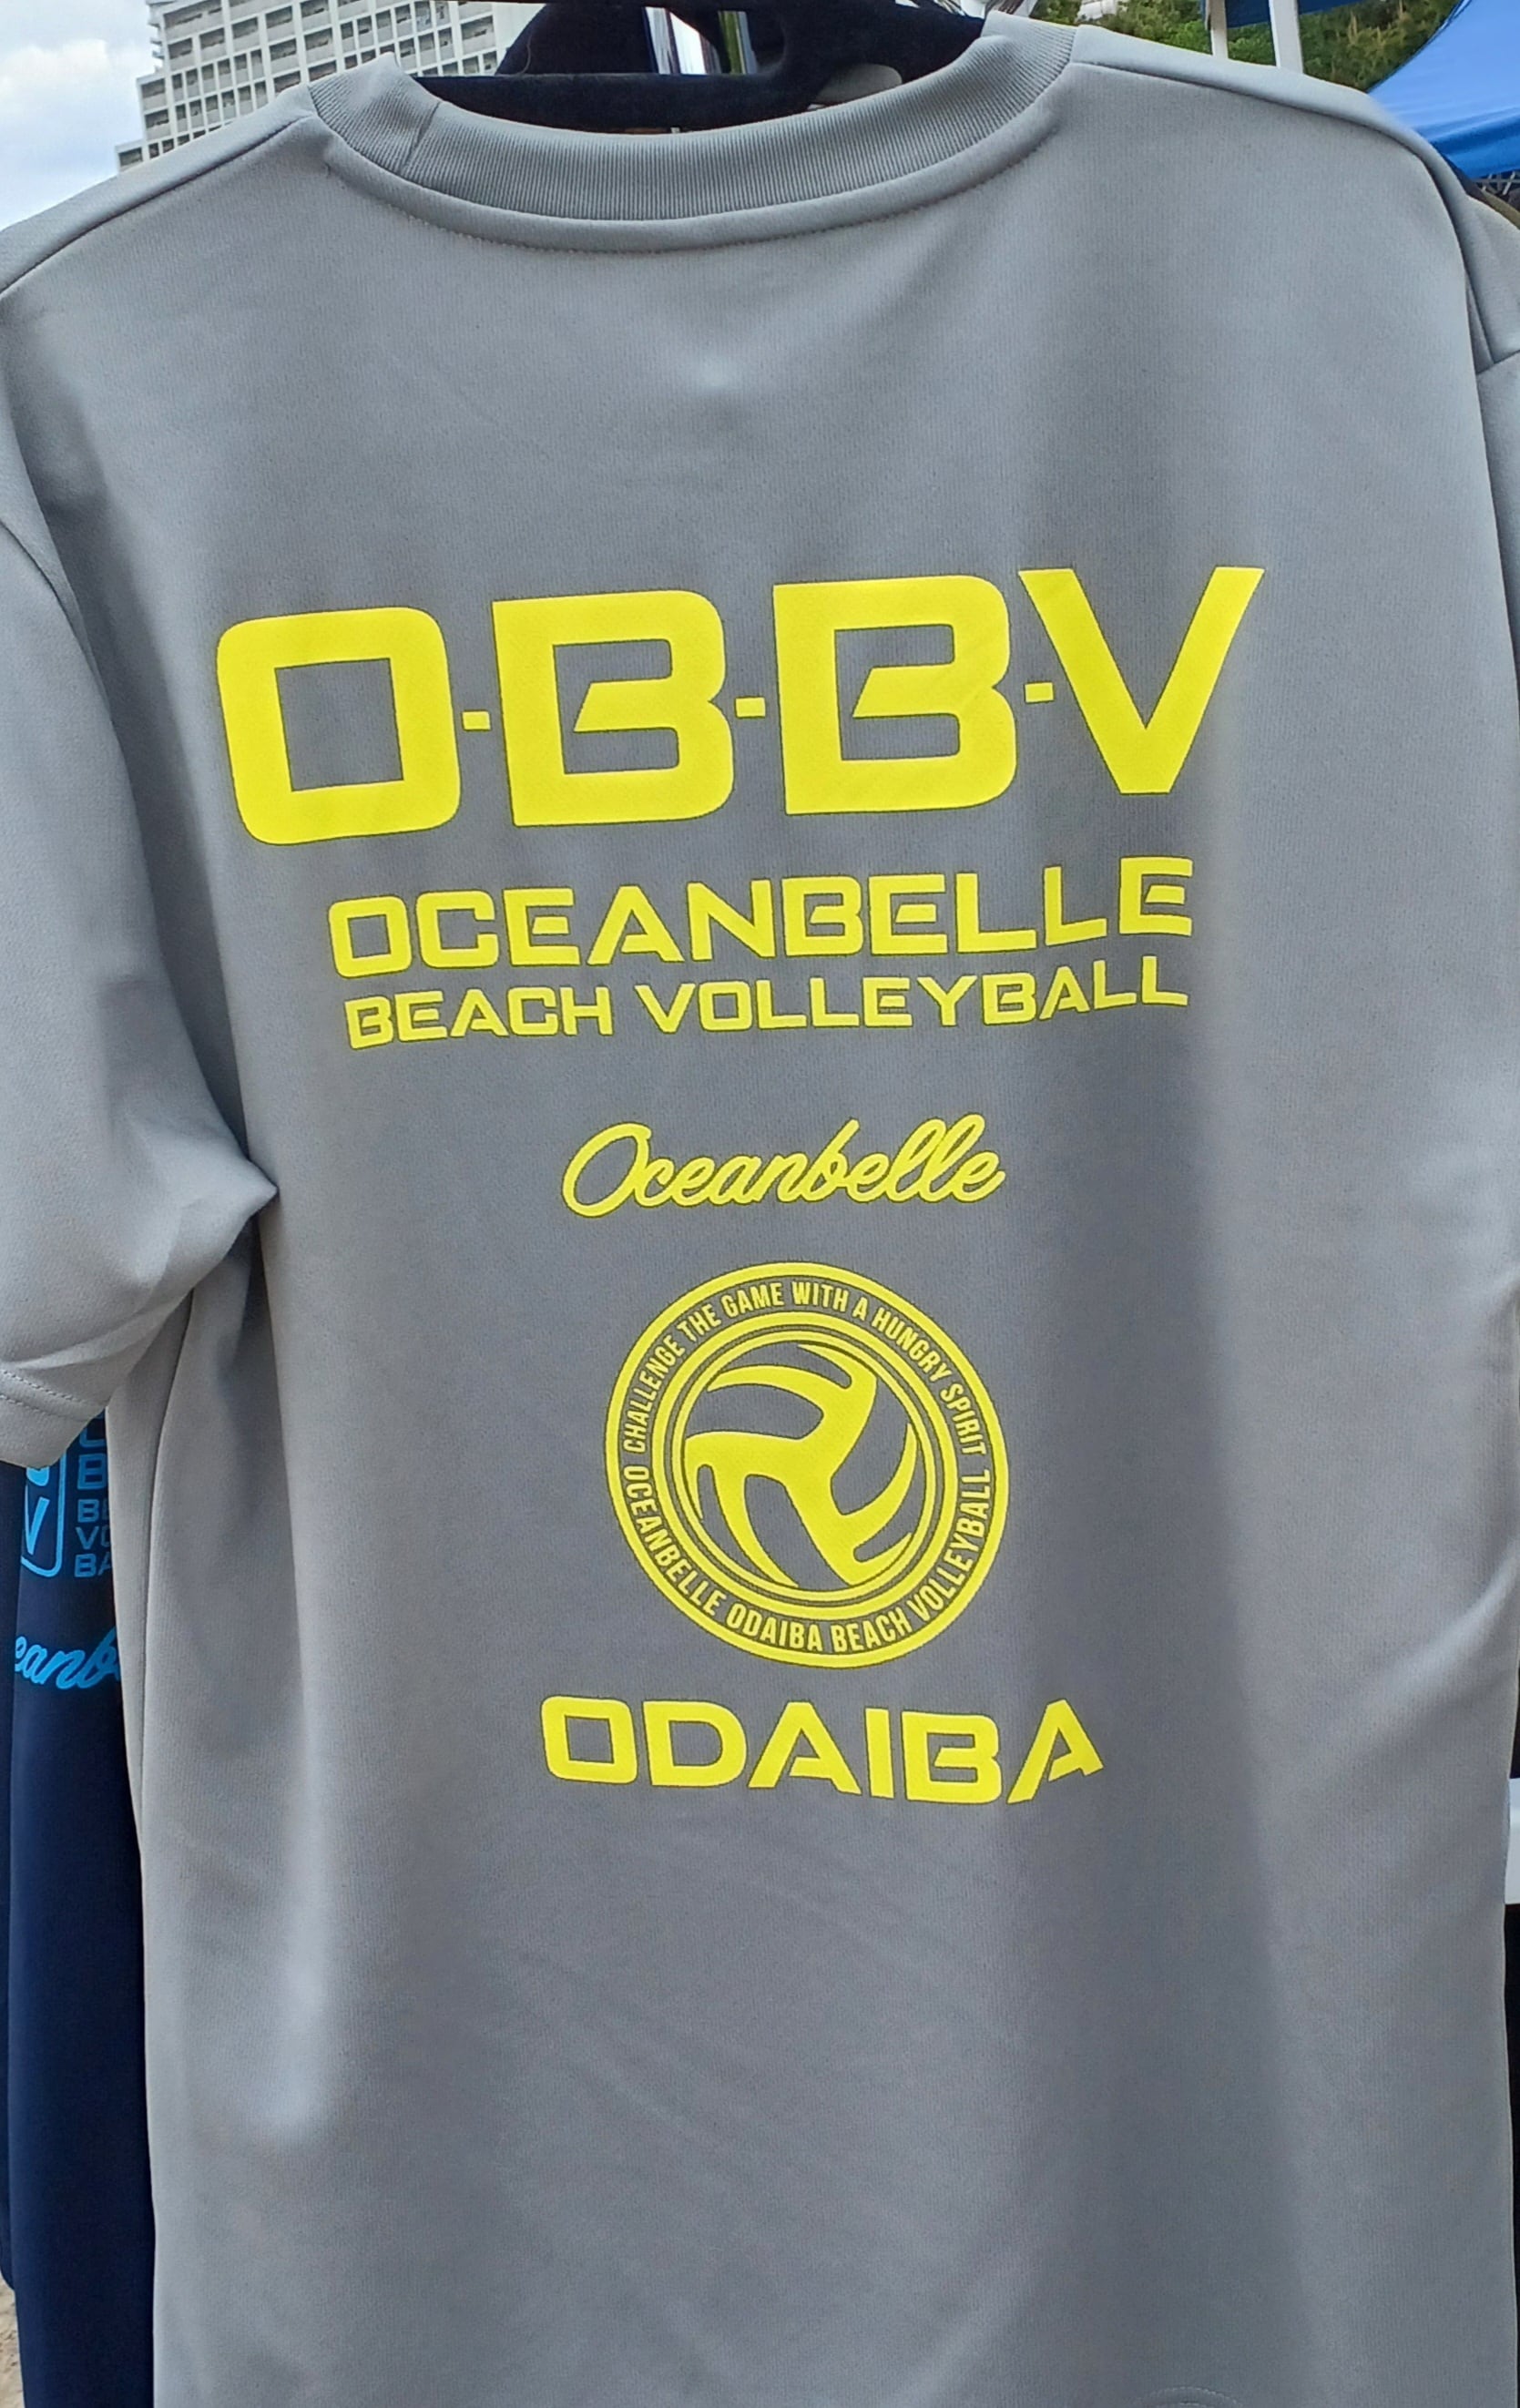 O-B-B-V
OCEANBELLE
BEACH VOLLEYBALL
Oceanbelle
CHALLENGE THE GAME WITH A HUNGRY SPIRIT
OCEANBELLE ODAIBA BEACH VOLLEYBALL
ODAIBA